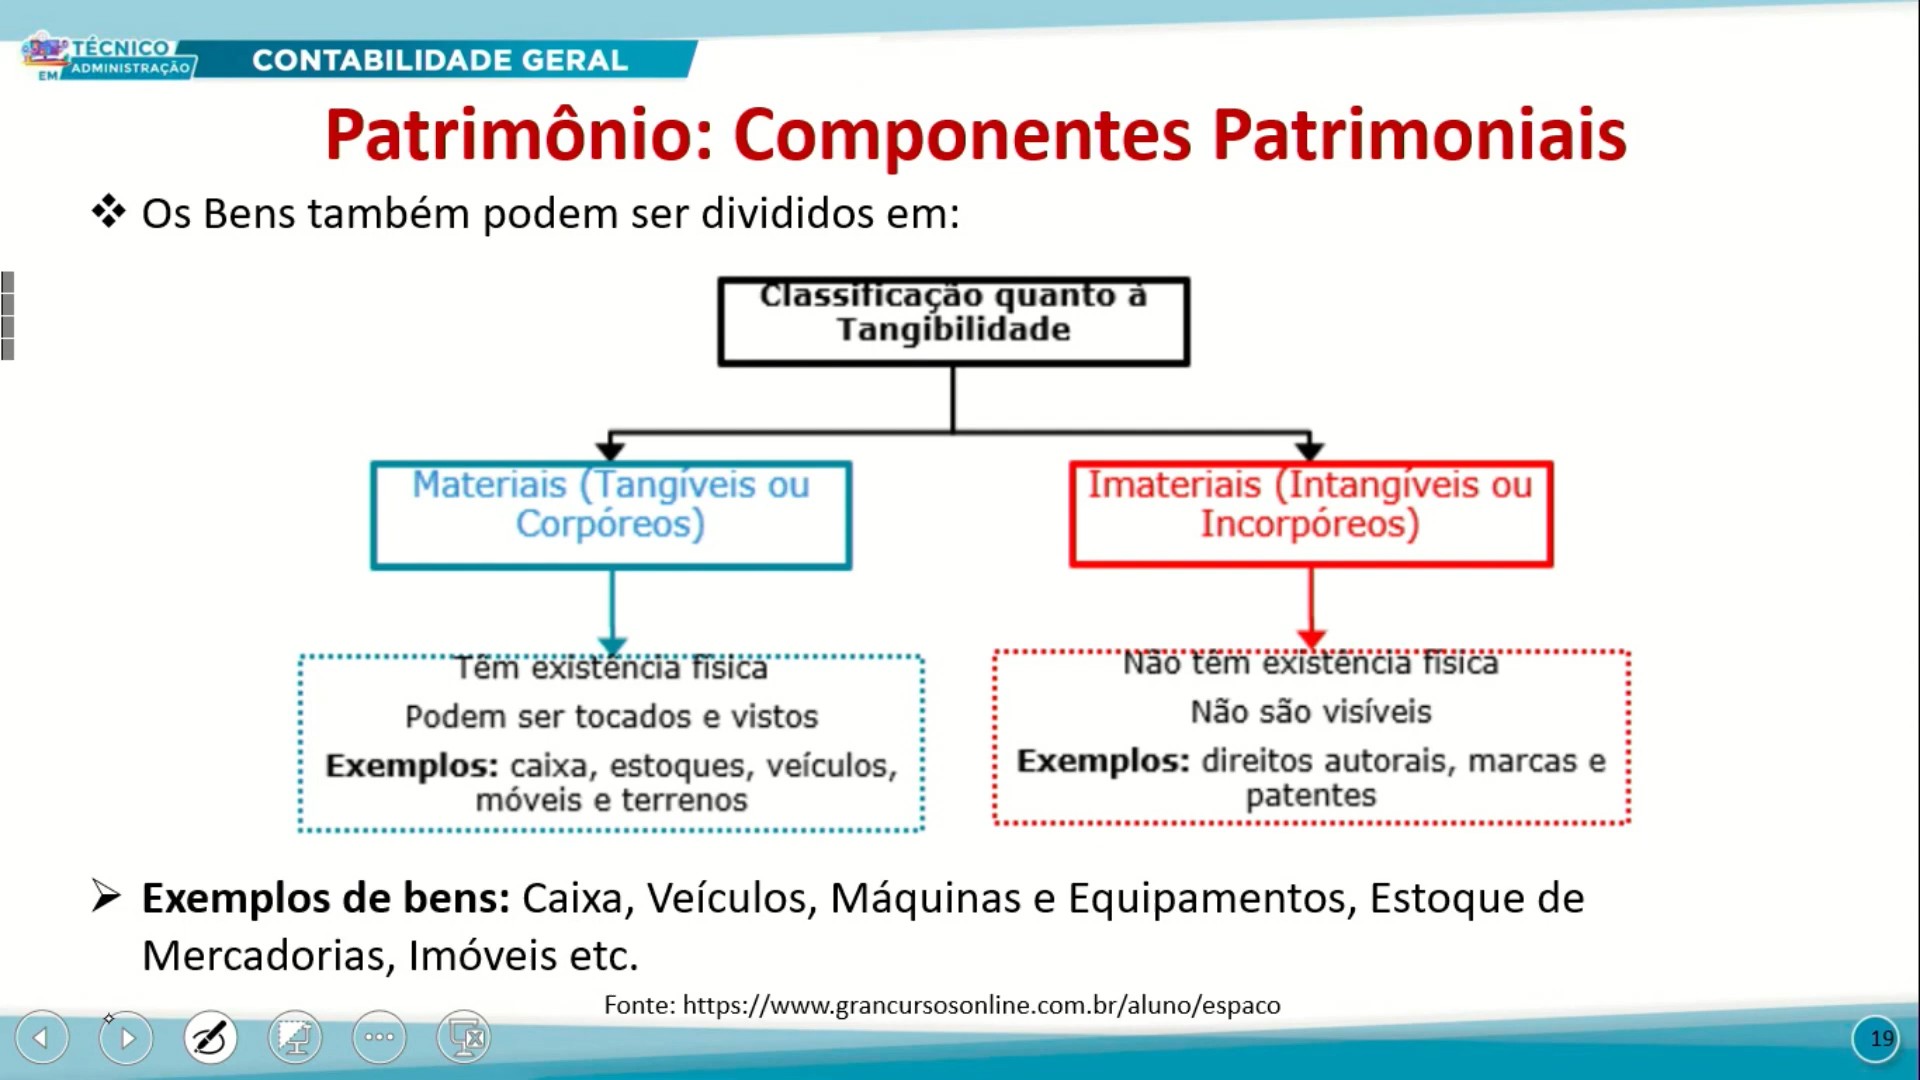 TÉCNICO
EM ADMINISTRAÇÃO
CONTABILIDADE GERAL
Patrimônio: Componentes Patrimoniais
❖ Os Bens também podem ser divididos em:
Classificação quanto à
Tangibilidade
Materiais (Tangíveis ou
Corpóreos)
Imateriais (Intangíveis ou
Incorpóreos)
Têm existência física
Podem ser tocados e vistos
Exemplos: caixa, estoques, veículos,
móveis e terrenos
Não têm existência física
Não são visíveis
Exemplos: direitos autorais, marcas e
patentes
➢ Exemplos de bens: Caixa, Veículos, Máquinas e Equipamentos, Estoque de
Mercadorias, Imóveis etc.
Fonte: https://www.grancursosonline.com.br/aluno/espaco
19